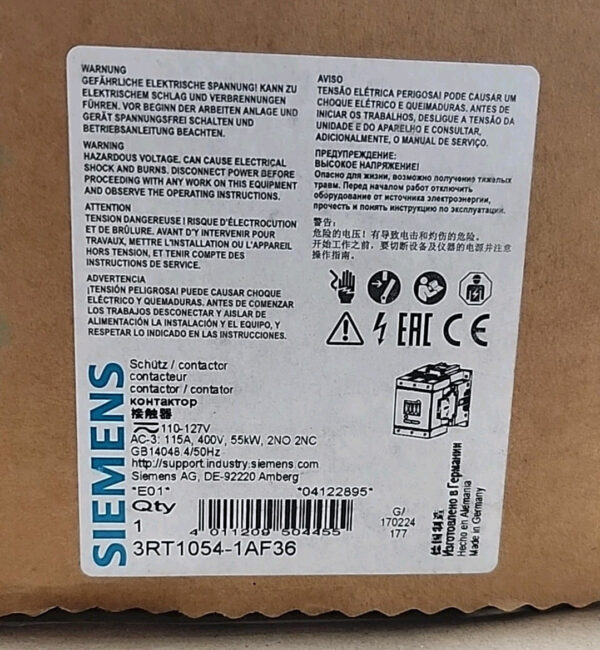 WARNUNG
GEFÄHRLICHE ELEKTRISCHE SPANNUNG! KANN ZU
ELEKTRISCHEM SCHLAG UND VERBRENNUNGEN
FÜHREN. VOR BEGINN DER ARBEITEN ANLAGE UND
GERÄT SPANNUNGSFREI SCHALTEN UND
BETRIEBSANLEITUNG BEACHTEN.
WARNING
HAZARDOUS VOLTAGE. CAN CAUSE ELECTRICAL
SHOCK AND BURNS. DISCONNECT POWER BEFORE
PROCEEDING WITH ANY WORK ON THIS EQUIPMENT
AND OBSERVE THE OPERATING INSTRUCTIONS.
ATTENTION
TENSION DANGEREUSE! RISQUE D'ÉLECTROCUTION
ET DE BRÛLURE. AVANT D'Y INTERVENIR POUR
TRAVAUX, METTRE L'INSTALLATION OU L'APPAREIL
HORS TENSION, ET TENIR COMPTE DES
INSTRUCTIONS DE SERVICE.
ADVERTENCIA
¡TENSIÓN PELIGROSA! PUEDE CAUSAR CHOQUE
ELÉCTRICO Y QUEMADURAS. ANTES DE COMENZAR
LOS TRABAJOS DESCONECTAR Y AISLAR DE
ALIMENTACIÓN LA INSTALACIÓN Y EL EQUIPO, Y
RESPETAR LO INDICADO EN LAS INSTRUCCIONES.
AVISO
TENSÃO ELÉTRICA PERIGOSA! PODE CAUSAR UM
CHOQUE ELÉTRICO E QUEIMADURAS. ANTES DE
INICIAR OS TRABALHOS, DESLIGUE A TENSÃO DA
UNIDADE E DO APARELHO E CONSULTAR,
ADICIONALMENTE, O MANUAL DE SERVIÇO.
ПРЕДУПРЕЖДЕНИЕ:
ВЫСОКОЕ НАПРЯЖЕНИЕ!
Опасно для жизни, возможно получение тяжелых
травм. Перед началом работ отключить
оборудование от источника электроэнергии,
прочесть и понять инструкцию по эксплуатации.
警告:
危险的电压! 有导致电击和灼伤的危险。
开始工作之前, 要切断设备及仪器的电源并注意
操作指南。
EAC CE
SIEMENS
Schütz / contactor
contacteur
contactor / contator
контактор
接触器
110-127V
AC-3: 115A, 400V, 55kW, 2NO 2NC
GB14048.4/50Hz
http://support.industry.siemens.com
Siemens AG, DE-92220 Amberg
"E01" "04122895"
Qty
1
4 011209 504455
3RT1054-1AF36
G/
170224
177
德国制造
Изготовлено в Германии
Hecho en Alemania
Made in Germany